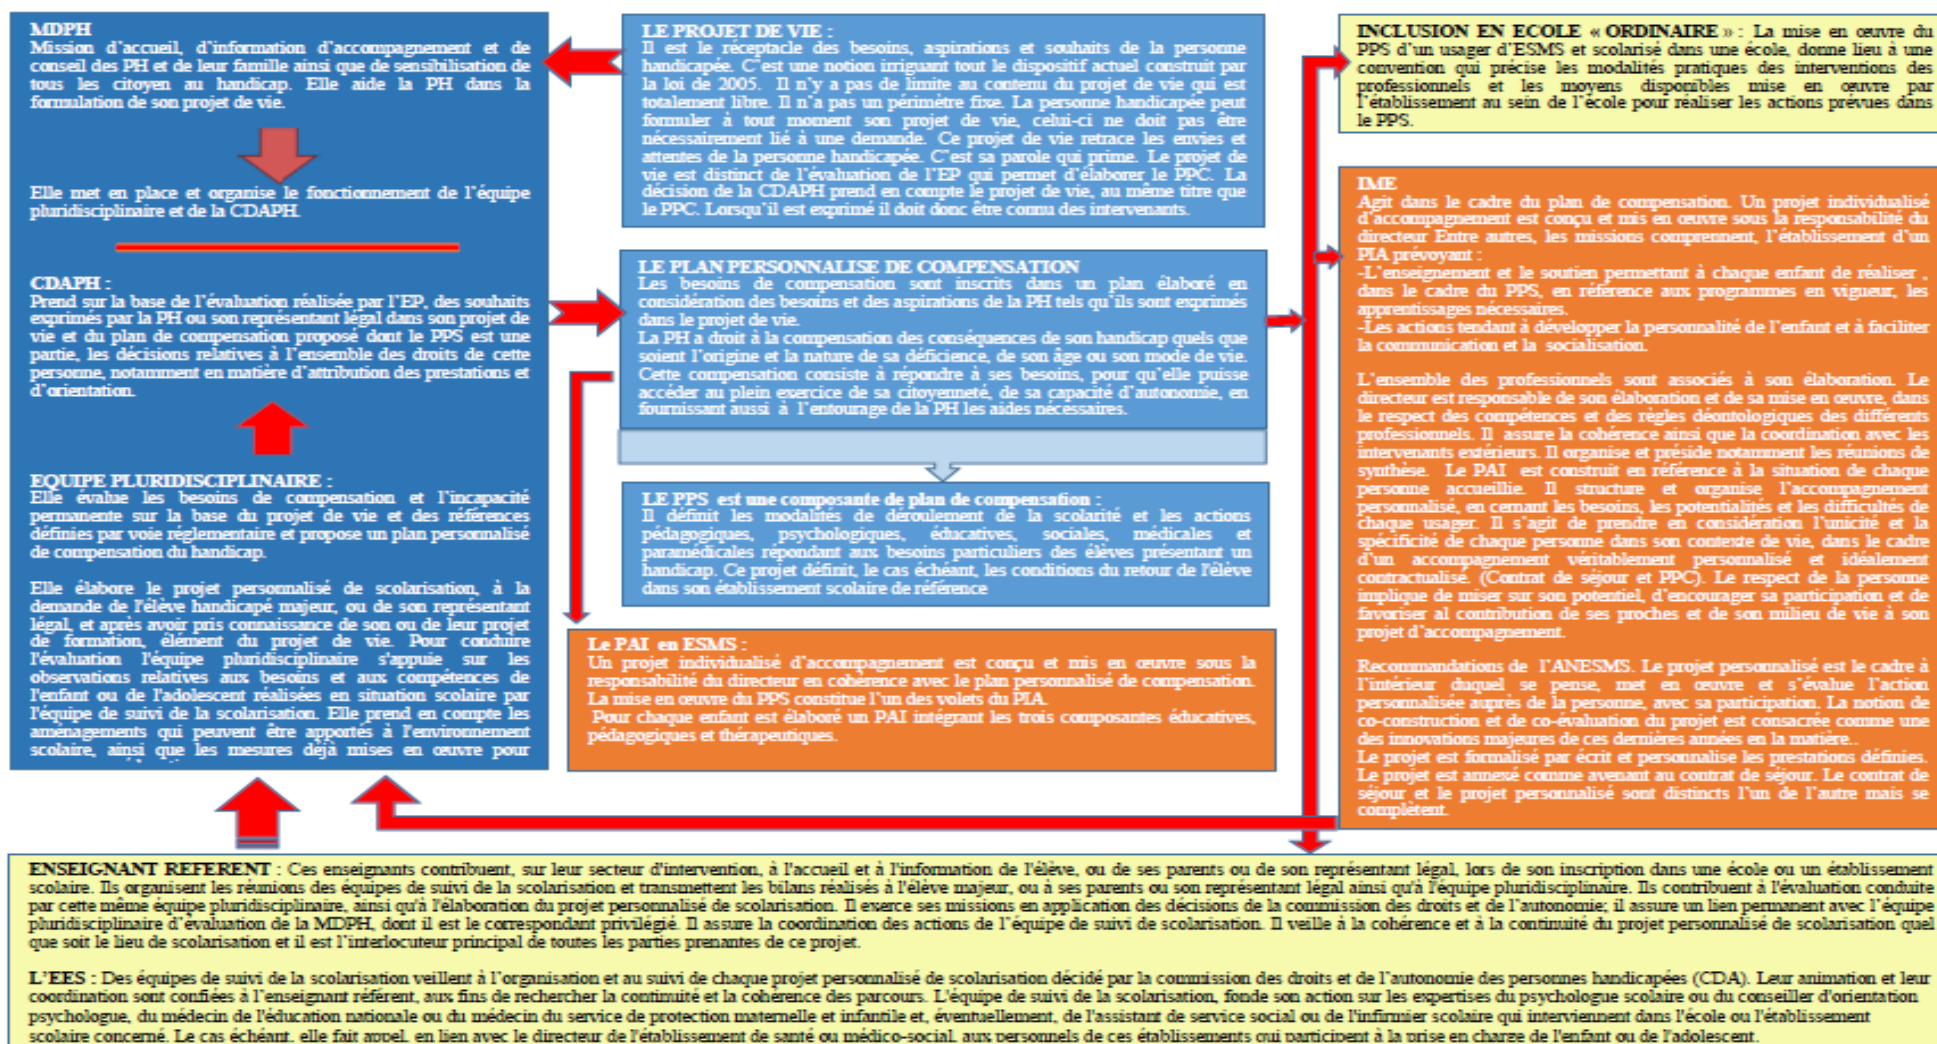 MDPH
Mission d'accueil, d'information d'accompagnement et de
conseil des PH et de leur famille ainsi que de sensibilisation de
tous les citoyen au handicap. Elle aide la PH dans la
formulation de son projet de vie.
Elle met en place et organise le fonctionnement de l'équipe
pluridisciplinaire et de la CDAPH.
CDAPH :
Prend sur la base de l'évaluation réalisée par l'EP, des souhaits
exprimés par la PH ou son représentant légal dans son projet de
vie et du plan de compensation proposé dont le PPS est une
partie, les décisions relatives à l'ensemble des droits de cette
personne, notamment en matière d'attribution des prestations et
d'orientation.
EQUIPE PLURIDISCIPLINAIRE :
Elle évalue les besoins de compensation et l'incapacité
permanente sur la base du projet de vie et des références
définies par voie réglementaire et propose un plan personnalisé
de compensation du handicap.
Elle élabore le projet personnalisé de scolarisation, à la
demande de l'élève handicapé majeur, ou de son représentant
légal, et après avoir pris connaissance de son ou de leur projet
de formation, élément du projet de vie. Pour conduire
l'évaluation l'équipe pluridisciplinaire s'appuie sur les
observations relatives aux besoins et aux compétences de
l'enfant ou de l'adolescent réalisées en situation scolaire par
l'équipe de suivi de la scolarisation. Elle prend en compte les
aménagements qui peuvent être apportés à l'environnement
scolaire, ainsi que les mesures déjà mises en œuvre pour
LE PROJET DE VIE :
Il est le réceptacle des besoins, aspirations et souhaits de la personne
handicapée. C'est une notion irriguant tout le dispositif actuel construit par
la loi de 2005. Il n'y a pas de limite au contenu du projet de vie qui est
totalement libre. Il n'a pas un périmètre fixe. La personne handicapée peut
formuler à tout moment son projet de vie, celui-ci ne doit pas être
nécessairement lié à une demande. Ce projet de vie retrace les envies et
attentes de la personne handicapée. C'est sa parole qui prime. Le projet de
vie est distinct de l'évaluation de l'EP qui permet d'élaborer le PPC. La
décision de la CDAPH prend en compte le projet de vie, au même titre que
le PPC. Lorsqu'il est exprimé il doit donc être connu des intervenants.
LE PLAN PERSONNALISE DE COMPENSATION
Les besoins de compensation sont inscrits dans un plan élaboré en
considération des besoins et des aspirations de la PH tels qu'ils sont exprimés
dans le projet de vie.
La PH a droit à la compensation des conséquences de son handicap quels que
soient l'origine et la nature de sa déficience, de son âge ou son mode de vie.
Cette compensation consiste à répondre à ses besoins, pour qu'elle puisse
accéder au plein exercice de sa citoyenneté, de sa capacité d'autonomie, en
fournissant aussi à l'entourage de la PH les aides nécessaires.
LE PPS est une composante de plan de compensation :
Il définit les modalités de déroulement de la scolarité et les actions
pédagogiques, psychologiques, éducatives, sociales, médicales et
paramédicales répondant aux besoins particuliers des élèves présentant un
handicap. Ce projet définit, le cas échéant, les conditions du retour de l'élève
dans son établissement scolaire de référence
Le PAI en ESMS :
Un projet individualisé d'accompagnement est conçu et mis en œuvre sous la
responsabilité du directeur en cohérence avec le plan personnalisé de compensation.
La mise en œuvre du PPS constitue l'un des volets du PIA.
Pour chaque enfant est élaboré un PAI intégrant les trois composantes éducatives,
pédagogiques et thérapeutiques.
INCLUSION EN ECOLE « ORDINAIRE » : La mise en œuvre du
PPS d'un usager d'ESMS et scolarisé dans une école, donne lieu à une
convention qui précise les modalités pratiques des interventions des
professionnels et les moyens disponibles mise en œuvre par
l'établissement au sein de l'école pour réaliser les actions prévues dans
le PPS.
IME
Agit dans le cadre du plan de compensation. Un projet individualisé
d'accompagnement est conçu et mis en œuvre sous la responsabilité du
directeur Entre autres, les missions comprennent, l'établissement d'un
PIA prévoyant :
-L'enseignement et le soutien permettant à chaque enfant de réaliser ,
dans le cadre du PPS, en référence aux programmes en vigueur, les
apprentissages nécessaires.
-Les actions tendant à développer la personnalité de l'enfant et à faciliter
la communication et la socialisation.
L'ensemble des professionnels sont associés à son élaboration. Le
directeur est responsable de son élaboration et de sa mise en œuvre, dans
le respect des compétences et des règles déontologiques des différents
professionnels. Il assure la cohérence ainsi que la coordination avec les
intervenants extérieurs. Il organise et préside notamment les réunions de
synthèse. Le PAI est construit en référence à la situation de chaque
personne accueillie. Il structure et organise l'accompagnement
personnalisé, en cernant les besoins, les potentialités et les difficultés de
chaque usager. Il s'agit de prendre en considération l'unicité et la
spécificité de chaque personne dans son contexte de vie, dans le cadre
d'un accompagnement véritablement personnalisé et idéalement
contractualisé. (Contrat de séjour et PPC). Le respect de la personne
implique de miser sur son potentiel, d'encourager sa participation et de
favoriser al contribution de ses proches et de son milieu de vie à son
projet d'accompagnement.
Recommandations de l'ANESMS. Le projet personnalisé est le cadre à
l'intérieur duquel se pense, met en œuvre et s'évalue l'action
personnalisée auprès de la personne, avec sa participation. La notion de
co-construction et de co-évaluation du projet est consacrée comme une
des innovations majeures de ces dernières années en la matière..
Le projet est formalisé par écrit et personnalise les prestations définies.
Le projet est annexé comme avenant au contrat de séjour. Le contrat de
séjour et le projet personnalisé sont distincts l'un de l'autre mais se
complètent.
ENSEIGNANT REFERENT : Ces enseignants contribuent, sur leur secteur d'intervention, à l'accueil et à l'information de l'élève, ou de ses parents ou de son représentant légal, lors de son inscription dans une école ou un établissement
scolaire. Ils organisent les réunions des équipes de suivi de la scolarisation et transmettent les bilans réalisés à l'élève majeur, ou à ses parents ou son représentant légal ainsi qu'à l'équipe pluridisciplinaire. Ils contribuent à l'évaluation conduite
par cette même équipe pluridisciplinaire, ainsi qu'à l'élaboration du projet personnalisé de scolarisation. Il exerce ses missions en application des décisions de la commission des droits et de l'autonomie; il assure un lien permanent avec l'équipe
pluridisciplinaire d'évaluation de la MDPH, dont il est le correspondant privilégié. Il assure la coordination des actions de l'équipe de suivi de scolarisation. Il veille à la cohérence et à la continuité du projet personnalisé de scolarisation quel
que soit le lieu de scolarisation et il est l'interlocuteur principal de toutes les parties prenantes de ce projet.
L'EES : Des équipes de suivi de la scolarisation veillent à l'organisation et au suivi de chaque projet personnalisé de scolarisation décidé par la commission des droits et de l'autonomie des personnes handicapées (CDA). Leur animation et leur
coordination sont confiées à l'enseignant référent, aux fins de rechercher la continuité et la cohérence des parcours. L'équipe de suivi de la scolarisation, fonde son action sur les expertises du psychologue scolaire ou du conseiller d'orientation
psychologue, du médecin de l'éducation nationale ou du médecin du service de protection maternelle et infantile et, éventuellement, de l'assistant de service social ou de l'infirmier scolaire qui interviennent dans l'école ou l'établissement
scolaire concerné. Le cas échéant, elle fait appel, en lien avec le directeur de l'établissement de santé ou médico-social, aux personnels de ces établissements qui participent à la prise en charge de l'enfant ou de l'adolescent.